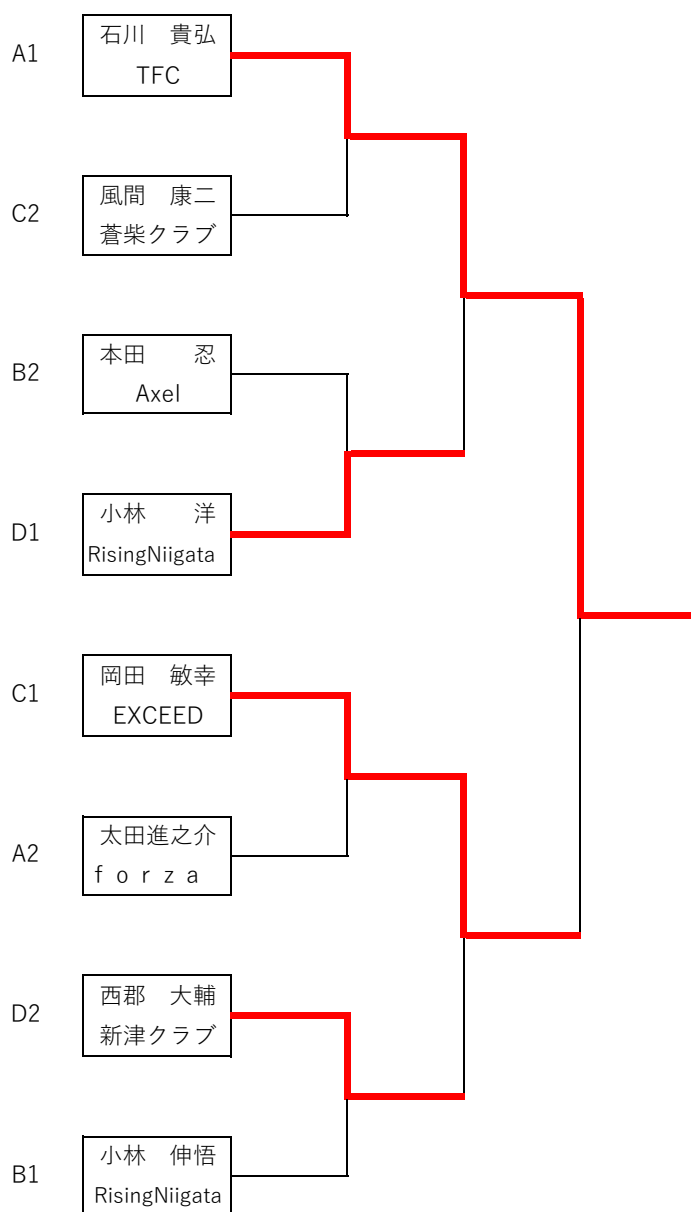 A1
石川　貴弘
TFC
C2
風間　康二
蒼柴クラブ
B2
本田　　忍
Axel
D1
小林　　洋
RisingNiigata
C1
岡田　敏幸
EXCEED
A2
太田進之介
ｆｏｒｚａ
D2
西郡　大輔
新津クラブ
B1
小林　伸悟
RisingNiigata